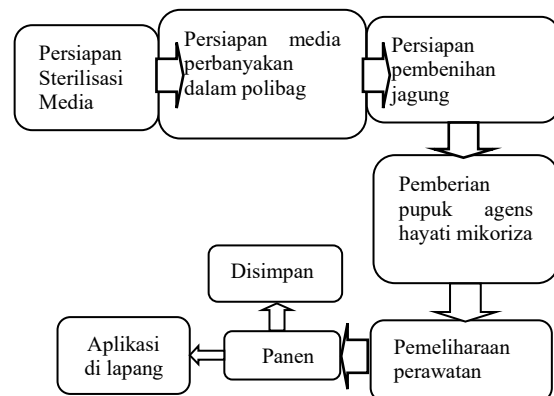 Persiapan
Sterilisasi
Media
Persiapan media
perbanyakan
dalam polibag
Persiapan
pembenihan
jagung
Pemberian
pupuk agens
hayati mikoriza
Pemeliharaan
perawatan
Panen
Disimpan
Aplikasi
di lapang